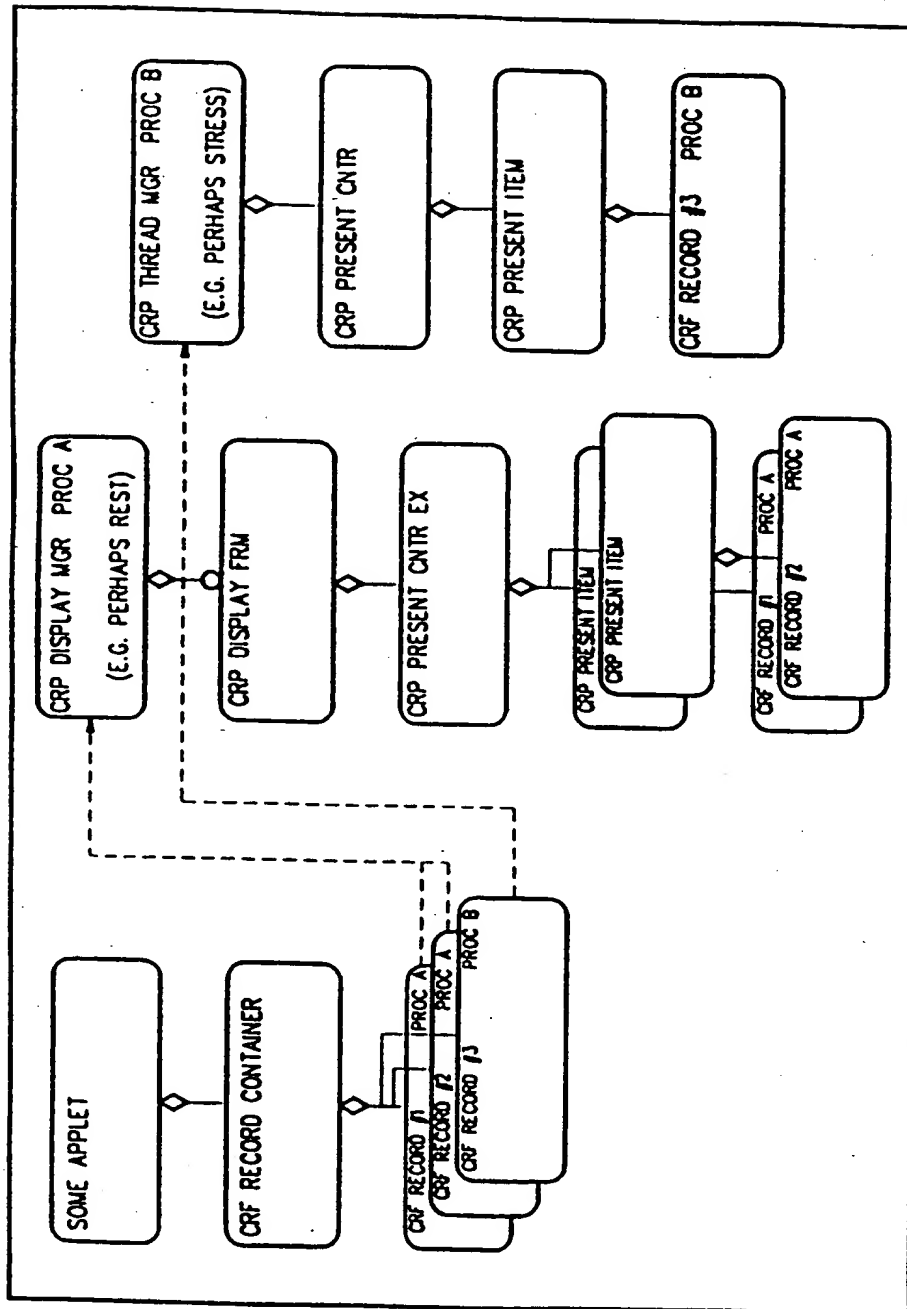 SOME APPLET
CRF RECORD CONTAINER
CRF RECORD #1 PROC A
CRF RECORD #2 PROC A
CRF RECORD #3 PROC B
CRP DISPLAY MGR PROC A
(E.G. PERHAPS REST)
CRP DISPLAY FRM
CRP PRESENT CNTR EX
CRP PRESENT ITEM
CRP PRESENT ITEM
CRF RECORD #1 PROC A
CRF RECORD #2 PROC A
CRP THREAD MGR PROC B
(E.G. PERHAPS STRESS)
CRP PRESENT CNTR
CRP PRESENT ITEM
CRF RECORD #3 PROC B